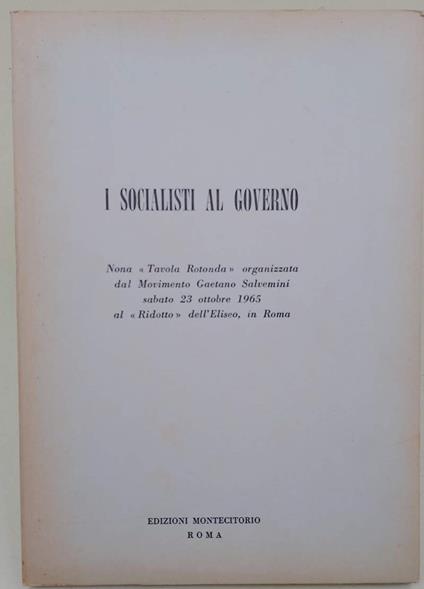 I SOCIALISTI AL GOVERNO
Nona « Tavola Rotonda » organizzata
dal Movimento Gaetano Salvemini
sabato 23 ottobre 1965
al « Ridotto » dell'Eliseo, in Roma
EDIZIONI MONTECITORIO
ROMA